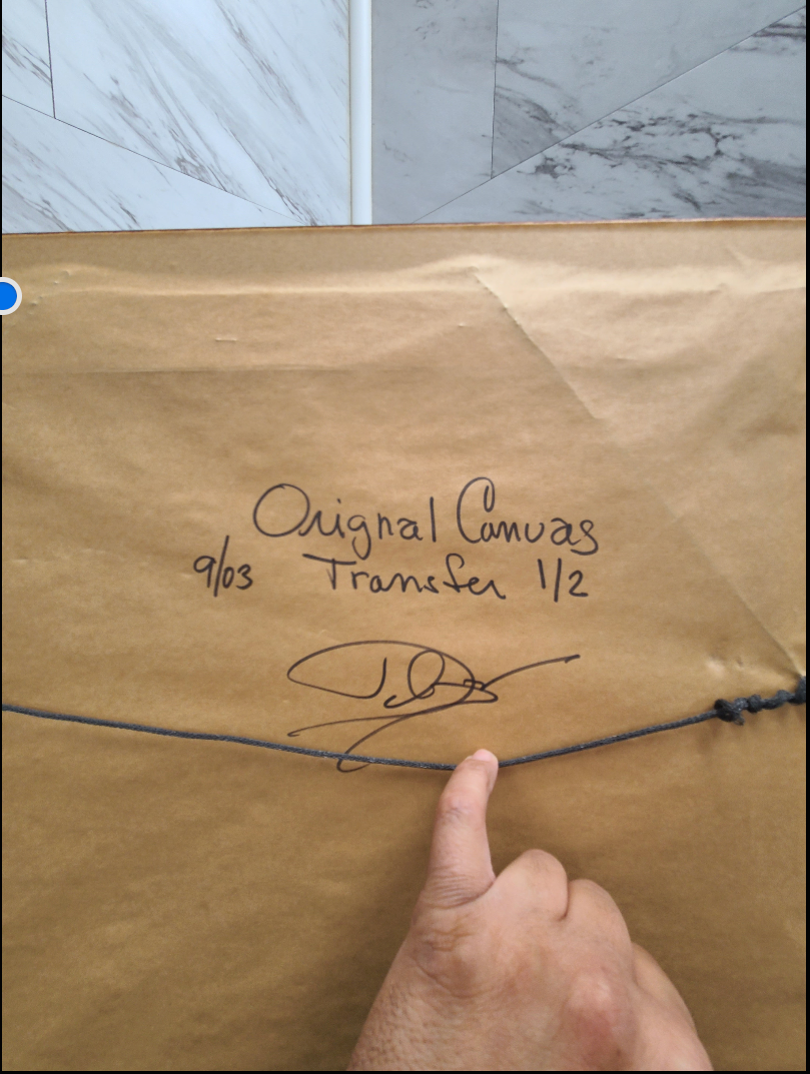 Orignal Canvas
9/03 Transfer 1/2